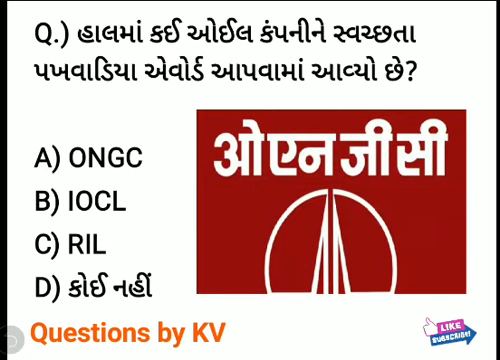 Q.) હાલમાં કઈ ઓઈલ કંપનીને સ્વચ્છતા
પખવાડિયા એવોર્ડ આપવામાં આવ્યો છે?
ओ एन जी सी
A) ONGC
B) IOCL
C) RIL
D) કોઈ નહીં
Questions by KV
LIKE
SUBSCRIBE!